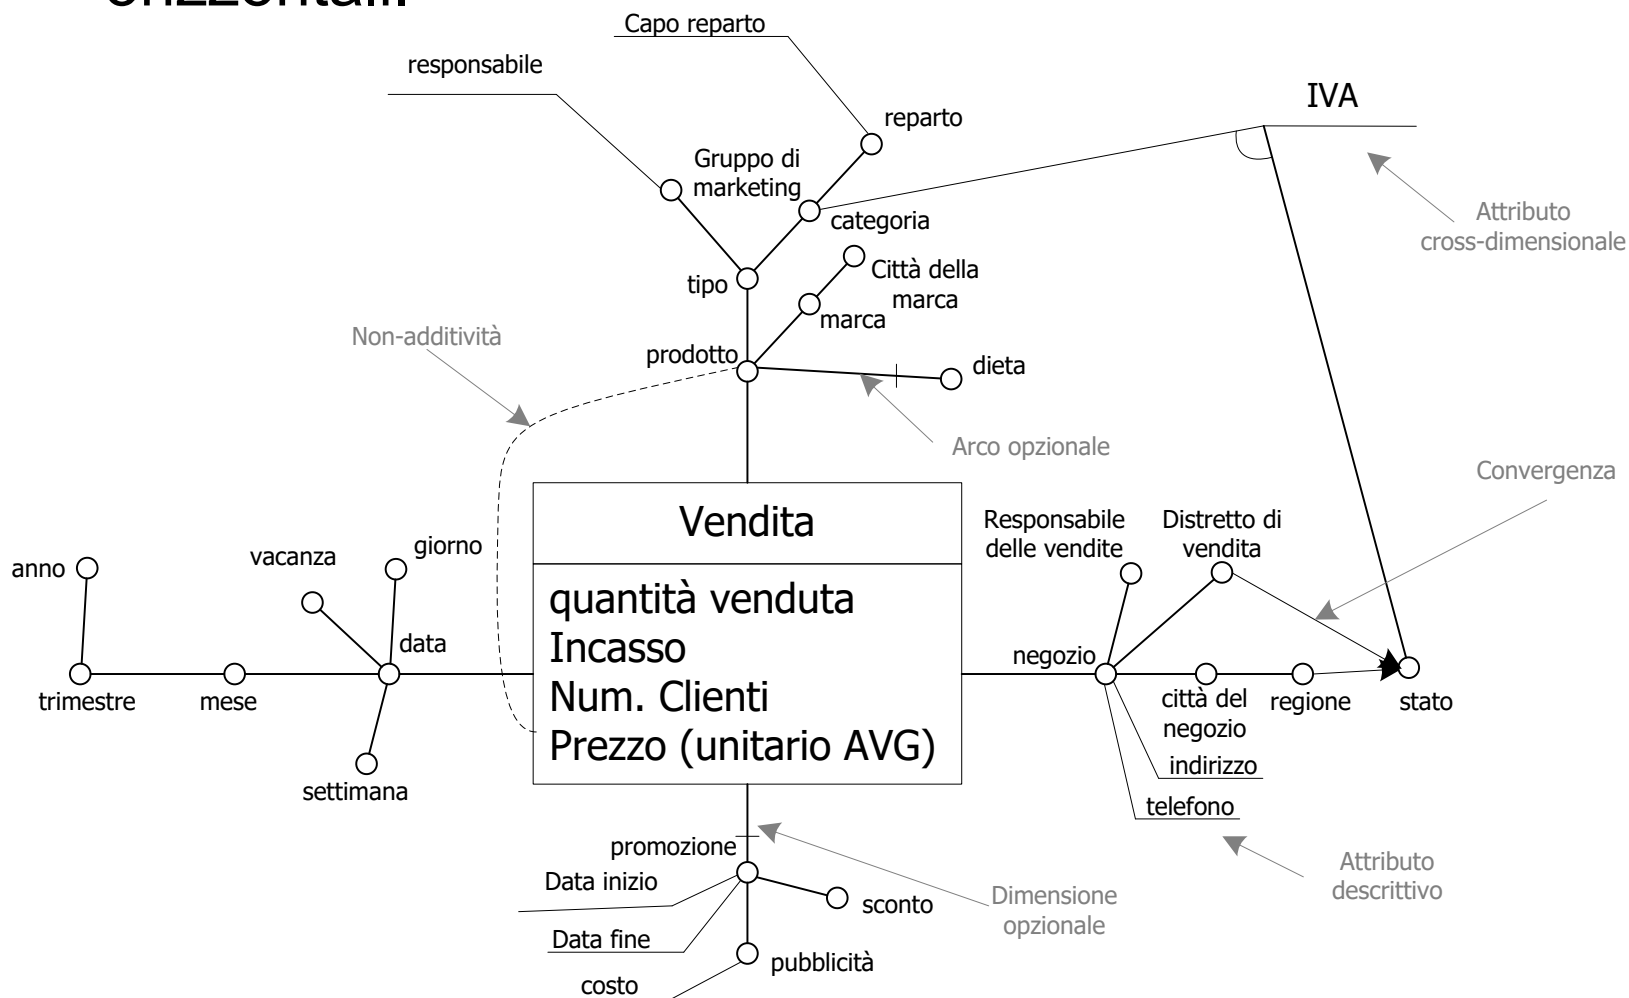 orizzontali.
Capo reparto
responsabile
IVA
reparto
Gruppo di
marketing
categoria
Attributo
cross-dimensionale
tipo
Città della
marca
marca
Non-additività
prodotto
dieta
Arco opzionale
Convergenza
Vendita
Responsabile
delle vendite
Distretto di
vendita
anno
vacanza
giorno
quantità venduta
Incasso
Num. Clienti
Prezzo (unitario AVG)
data
negozio
trimestre
mese
città del
negozio
regione
stato
indirizzo
settimana
telefono
promozione
Data inizio
sconto
Dimensione
opzionale
Attributo
descrittivo
Data fine
pubblicità
costo